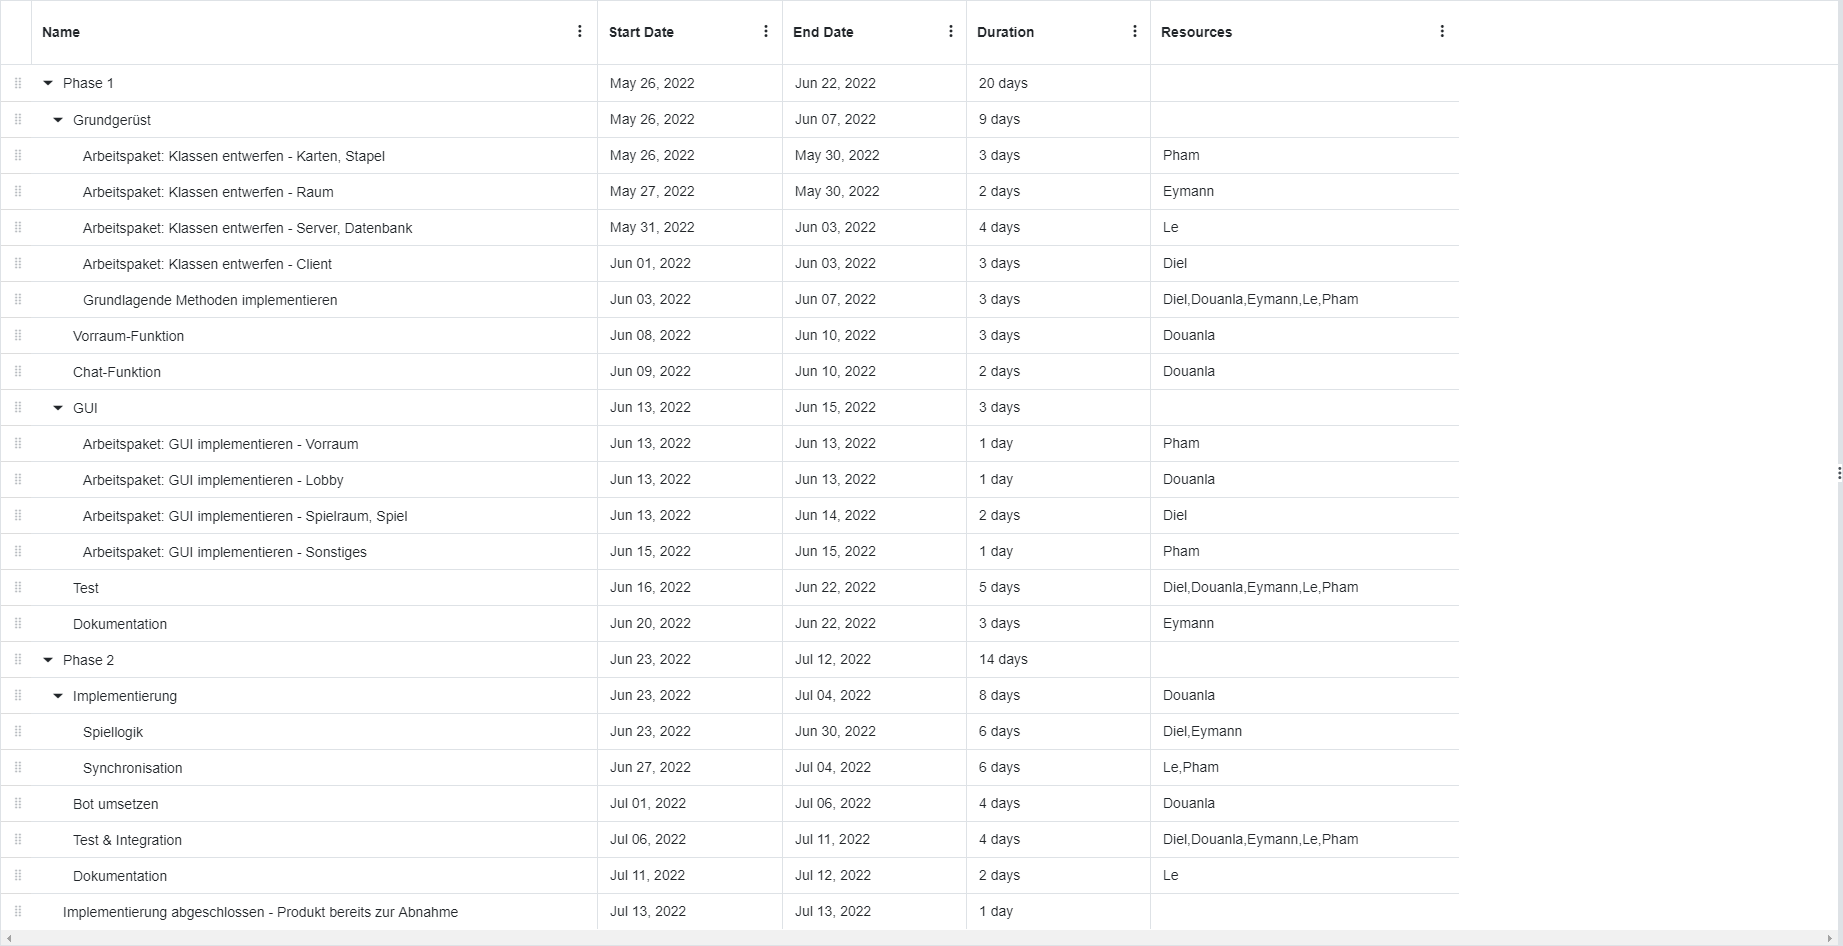 Name Start Date End Date Duration Resources
Phase 1 May 26, 2022 Jun 22, 2022 20 days
Grundgerüst May 26, 2022 Jun 07, 2022 9 days
Arbeitspaket: Klassen entwerfen - Karten, Stapel May 26, 2022 May 30, 2022 3 days Pham
Arbeitspaket: Klassen entwerfen - Raum May 27, 2022 May 30, 2022 2 days Eymann
Arbeitspaket: Klassen entwerfen - Server, Datenbank May 31, 2022 Jun 03, 2022 4 days Le
Arbeitspaket: Klassen entwerfen - Client Jun 01, 2022 Jun 03, 2022 3 days Diel
Grundlagende Methoden implementieren Jun 03, 2022 Jun 07, 2022 3 days Diel,Douanla,Eymann,Le,Pham
Vorraum-Funktion Jun 08, 2022 Jun 10, 2022 3 days Douanla
Chat-Funktion Jun 09, 2022 Jun 10, 2022 2 days Douanla
GUI Jun 13, 2022 Jun 15, 2022 3 days
Arbeitspaket: GUI implementieren - Vorraum Jun 13, 2022 Jun 13, 2022 1 day Pham
Arbeitspaket: GUI implementieren - Lobby Jun 13, 2022 Jun 13, 2022 1 day Douanla
Arbeitspaket: GUI implementieren - Spielraum, Spiel Jun 13, 2022 Jun 14, 2022 2 days Diel
Arbeitspaket: GUI implementieren - Sonstiges Jun 15, 2022 Jun 15, 2022 1 day Pham
Test Jun 16, 2022 Jun 22, 2022 5 days Diel,Douanla,Eymann,Le,Pham
Dokumentation Jun 20, 2022 Jun 22, 2022 3 days Eymann
Phase 2 Jun 23, 2022 Jul 12, 2022 14 days
Implementierung Jun 23, 2022 Jul 04, 2022 8 days Douanla
Spiellogik Jun 23, 2022 Jun 30, 2022 6 days Diel,Eymann
Synchronisation Jun 27, 2022 Jul 04, 2022 6 days Le,Pham
Bot umsetzen Jul 01, 2022 Jul 06, 2022 4 days Douanla
Test & Integration Jul 06, 2022 Jul 11, 2022 4 days Diel,Douanla,Eymann,Le,Pham
Dokumentation Jul 11, 2022 Jul 12, 2022 2 days Le
Implementierung abgeschlossen - Produkt bereits zur Abnahme Jul 13, 2022 Jul 13, 2022 1 day